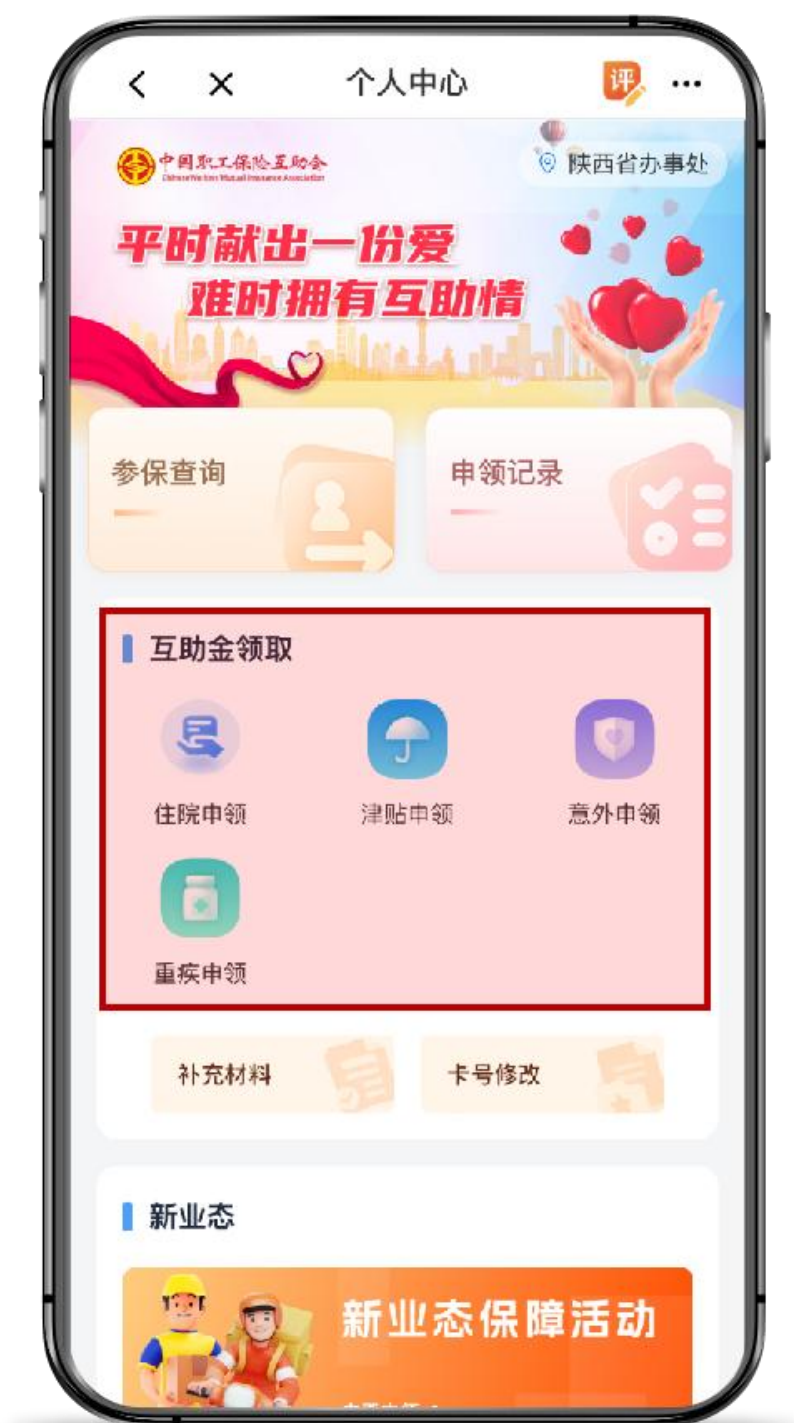 个人中心
评
中国职工保险互助会
陕西省办事处
平时献出一份爱
难时拥有互助情
参保查询
申领记录
互助金领取
住院申领
津贴申领
意外申领
重疾申领
补充材料
卡号修改
新业态
新业态保障活动